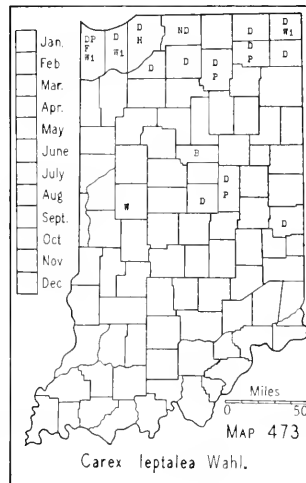 Jan.
Feb
Mar.
Apr.
May
June
July
Aug
Sept.
Oct
Nov
Dec
DP D D ND D D
F W1 H W1
W1 D D D D D
P P
B
D
W D P
D
Miles
0 50
MAP 473
Carex leptalea Wahl.